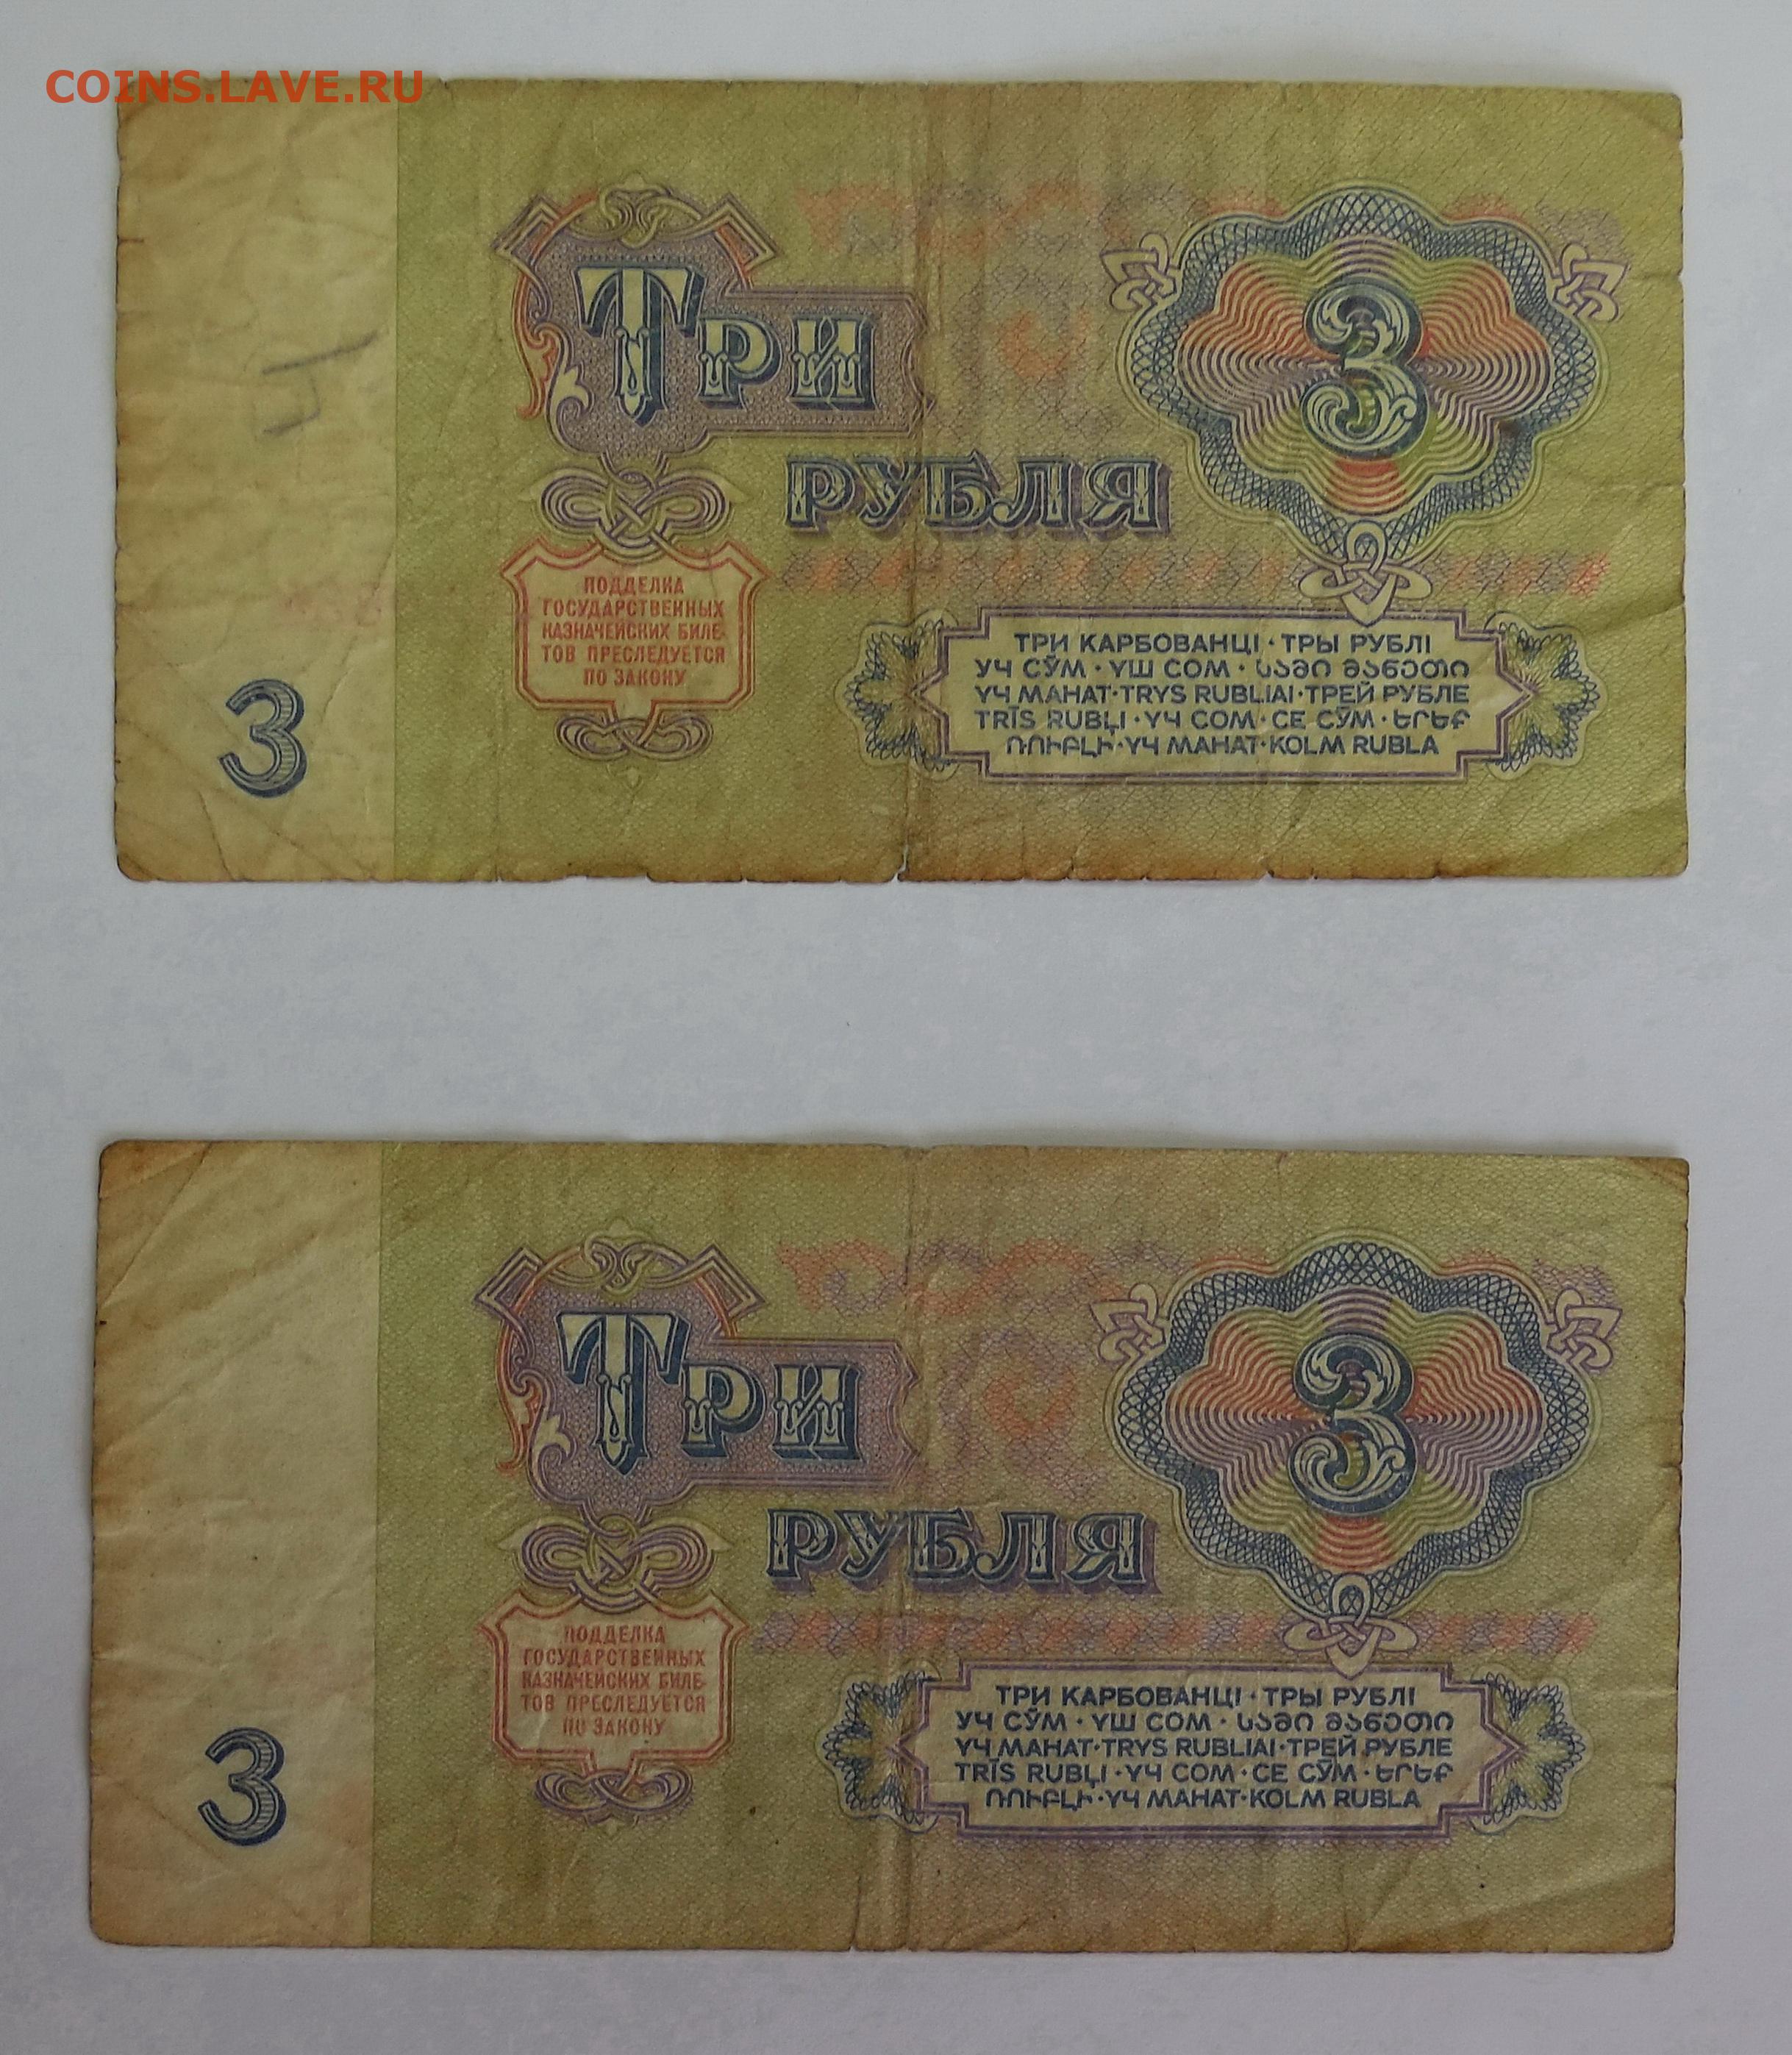 COINS.LAVE.RU
ТРИ
РУБЛЯ
3
ПОДДЕЛКА
ГОСУДАРСТВЕННЫХ
КАЗНАЧЕЙСКИХ БИЛЕ-
ТОВ ПРЕСЛЕДУЕТСЯ
ПО ЗАКОНУ
ТРИ КАРБОВАНЦІ · ТРЫ РУБЛІ
УЧ СЎМ · ҮШ СОМ · ᲡᲐᲛᲘ ᲛᲐᲜᲔᲗᲘ
ҮЧ МАНАТ · TRYS RUBLIAI · ТРЕЙ РУБЛЕ
TRĪS RUBĻI · ҮЧ СОМ · СЕ СӮМ · ԵՐԵՔ
ՌՈՒԲԼԻ · ҮЧ МАНАТ · KOLM RUBLA
3
ТРИ
РУБЛЯ
3
ПОДДЕЛКА
ГОСУДАРСТВЕННЫХ
КАЗНАЧЕЙСКИХ БИЛЕ-
ТОВ ПРЕСЛЕДУЕТСЯ
ПО ЗАКОНУ
ТРИ КАРБОВАНЦІ · ТРЫ РУБЛІ
УЧ СЎМ · ҮШ СОМ · ᲡᲐᲛᲘ ᲛᲐᲜᲔᲗᲘ
ҮЧ МАНАТ · TRYS RUBLIAI · ТРЕЙ РУБЛЕ
TRĪS RUBĻI · ҮЧ СОМ · СЕ СӮМ · ԵՐԵՔ
ՌՈՒԲԼԻ · ҮЧ МАНАТ · KOLM RUBLA
3